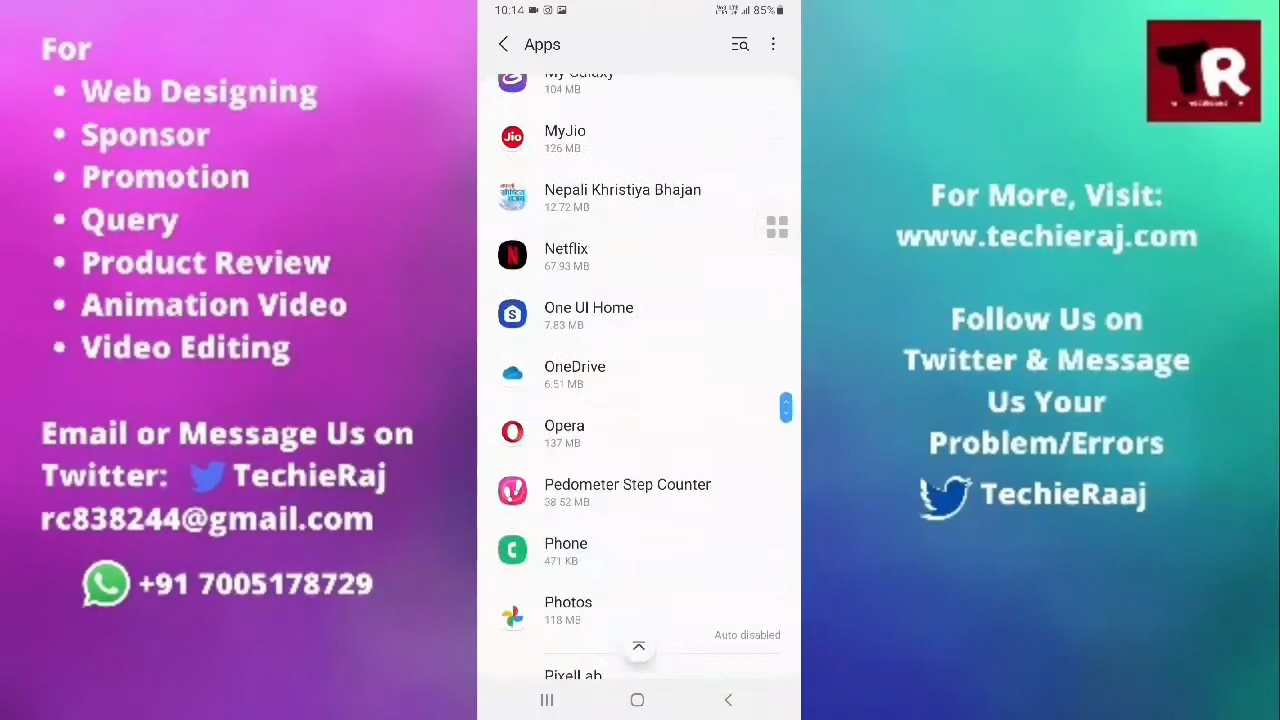 For
• Web Designing
• Sponsor
• Promotion
• Query
• Product Review
• Animation Video
• Video Editing
Email or Message Us on
Twitter: TechieRaj
rc838244@gmail.com
+91 7005178729
10:14
85%
Apps
My Galaxy
104 MB
Jio
MyJio
126 MB
Nepali Khristiya Bhajan
12.72 MB
N
Netflix
67.93 MB
S
One UI Home
7.83 MB
OneDrive
6.51 MB
Opera
137 MB
Pedometer Step Counter
38.52 MB
Phone
471 KB
Photos
118 MB
Auto disabled
PixelLab
TR
For More, Visit:
www.techieraj.com
Follow Us on
Twitter & Message
Us Your
Problem/Errors
TechieRaaj